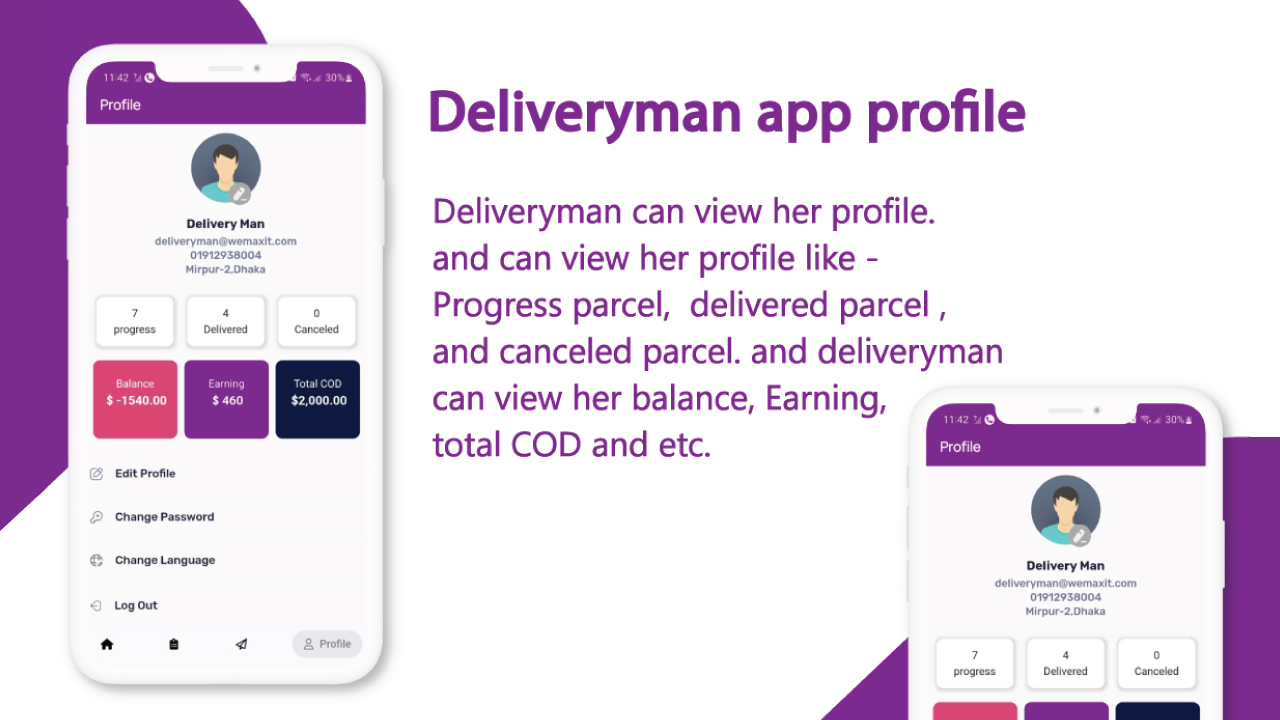 11:42
30%
Profile
Delivery Man
deliveryman@wemaxit.com
01912938004
Mirpur-2,Dhaka
7
progress
4
Delivered
0
Canceled
Balance
$ -1540.00
Earning
$ 460
Total COD
$2,000.00
Edit Profile
Change Password
Change Language
Log Out
Profile
Deliveryman app profile
Deliveryman can view her profile.
and can view her profile like -
Progress parcel,  delivered parcel ,
and canceled parcel. and deliveryman
can view her balance, Earning,
total COD and etc.
11:42
30%
Profile
Delivery Man
deliveryman@wemaxit.com
01912938004
Mirpur-2,Dhaka
7
progress
4
Delivered
0
Canceled